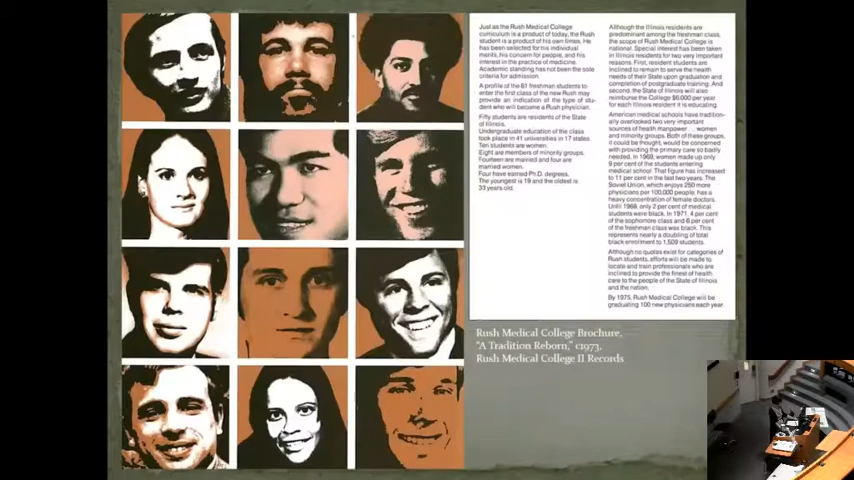 Just as the Rush Medical College
curriculum is a product of today, the Rush
student is a product of his own times. He
has been selected for his individual
merits, his concern for people, and his
interest in the practice of medicine.
Academic standing has not been the sole
criteria for admission.
A profile of the 61 freshman students to
enter the first class of the new Rush may
provide an indication of the type of stu-
dent who will become a Rush physician.
Fifty students are residents of the State
of Illinois.
Undergraduate education of the class
took place in 41 universities in 17 states.
Ten students are women.
Eight are members of minority groups.
Fourteen are married and four are
married women.
Four have earned Ph.D. degrees.
The youngest is 19 and the oldest is
33 years old.
Although the Illinois residents are
predominant among the freshman class,
the scope of Rush Medical College is
national. Special interest has been taken
in Illinois residents for two very important
reasons. First, resident students are
inclined to remain to serve the health
needs of their State upon graduation and
completion of postgraduate training. And
second, the State of Illinois will also
reimburse the College $6,000 per year
for each Illinois resident it is educating.
American medical schools have tradition-
ally overlooked two very important
sources of health manpower . . . women
and minority groups. Both of these groups,
it could be thought, would be concerned
with providing the primary care so badly
needed. In 1969, women made up only
9 per cent of the students entering
medical school. That figure has increased
to 11 per cent in the last two years. The
Soviet Union, which enjoys 250 more
physicians per 100,000 people, has a
heavy concentration of female doctors.
Until 1968, only 2 per cent of medical
students were black. In 1971, 4 per cent
of the sophomore class and 6 per cent
of the freshman class was black. This
represents nearly a doubling of total
black enrollment to 1,509 students.
Although no quotas exist for categories of
Rush students, efforts will be made to
locate and train professionals who are
inclined to provide the finest of health
care to the people of the State of Illinois
and the nation.
By 1975, Rush Medical College will be
graduating 100 new physicians each year.
Rush Medical College Brochure,
"A Tradition Reborn," c1973,
Rush Medical College II Records